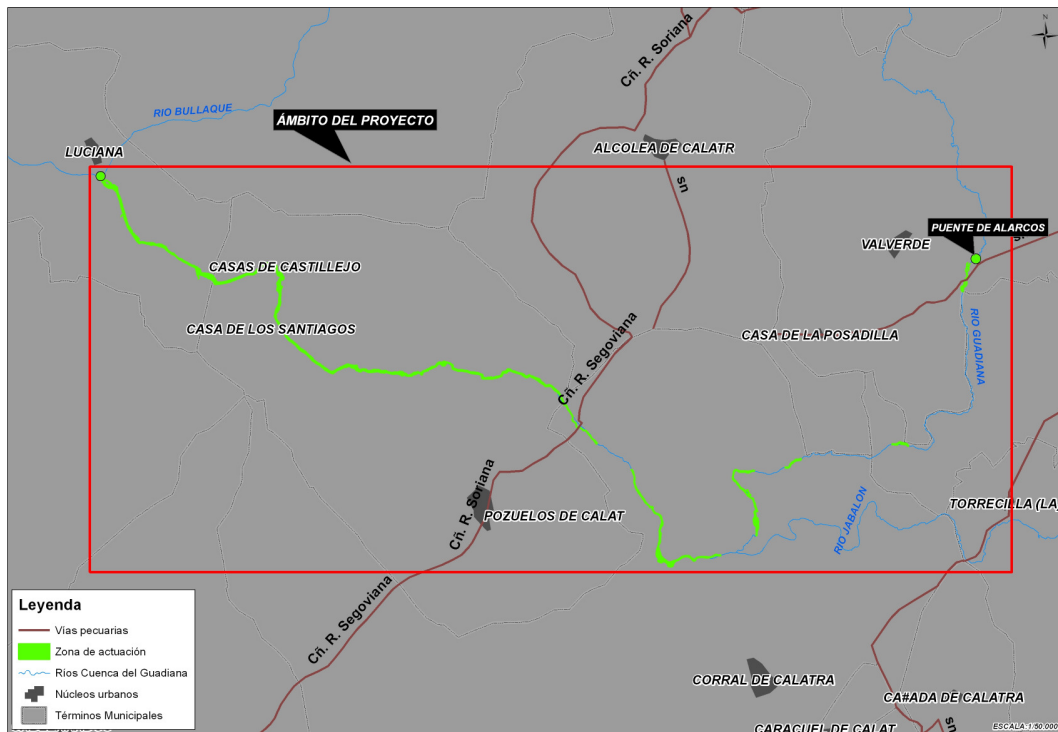 N
Cñ. R. Soriana
RIO BULLAQUE
ÁMBITO DEL PROYECTO
LUCIANA
ALCOLEA DE CALATR
sn
PUENTE DE ALARCOS
VALVERDE
CASAS DE CASTILLEJO
CASA DE LOS SANTIAGOS
CASA DE LA POSADILLA
RIO GUADIANA
Cñ. R. Segoviana
Cñ. R. Soriana
POZUELOS DE CALAT
RIO JABALON
TORRECILLA (LA)
Cñ. R. Segoviana
CORRAL DE CALATRA
CA#ADA DE CALATRA
CARACUEL DE CALAT
sn
Leyenda
Vías pecuarias
Zona de actuación
Ríos Cuenca del Guadiana
Núcleos urbanos
Términos Municipales
ESCALA:1/50.000